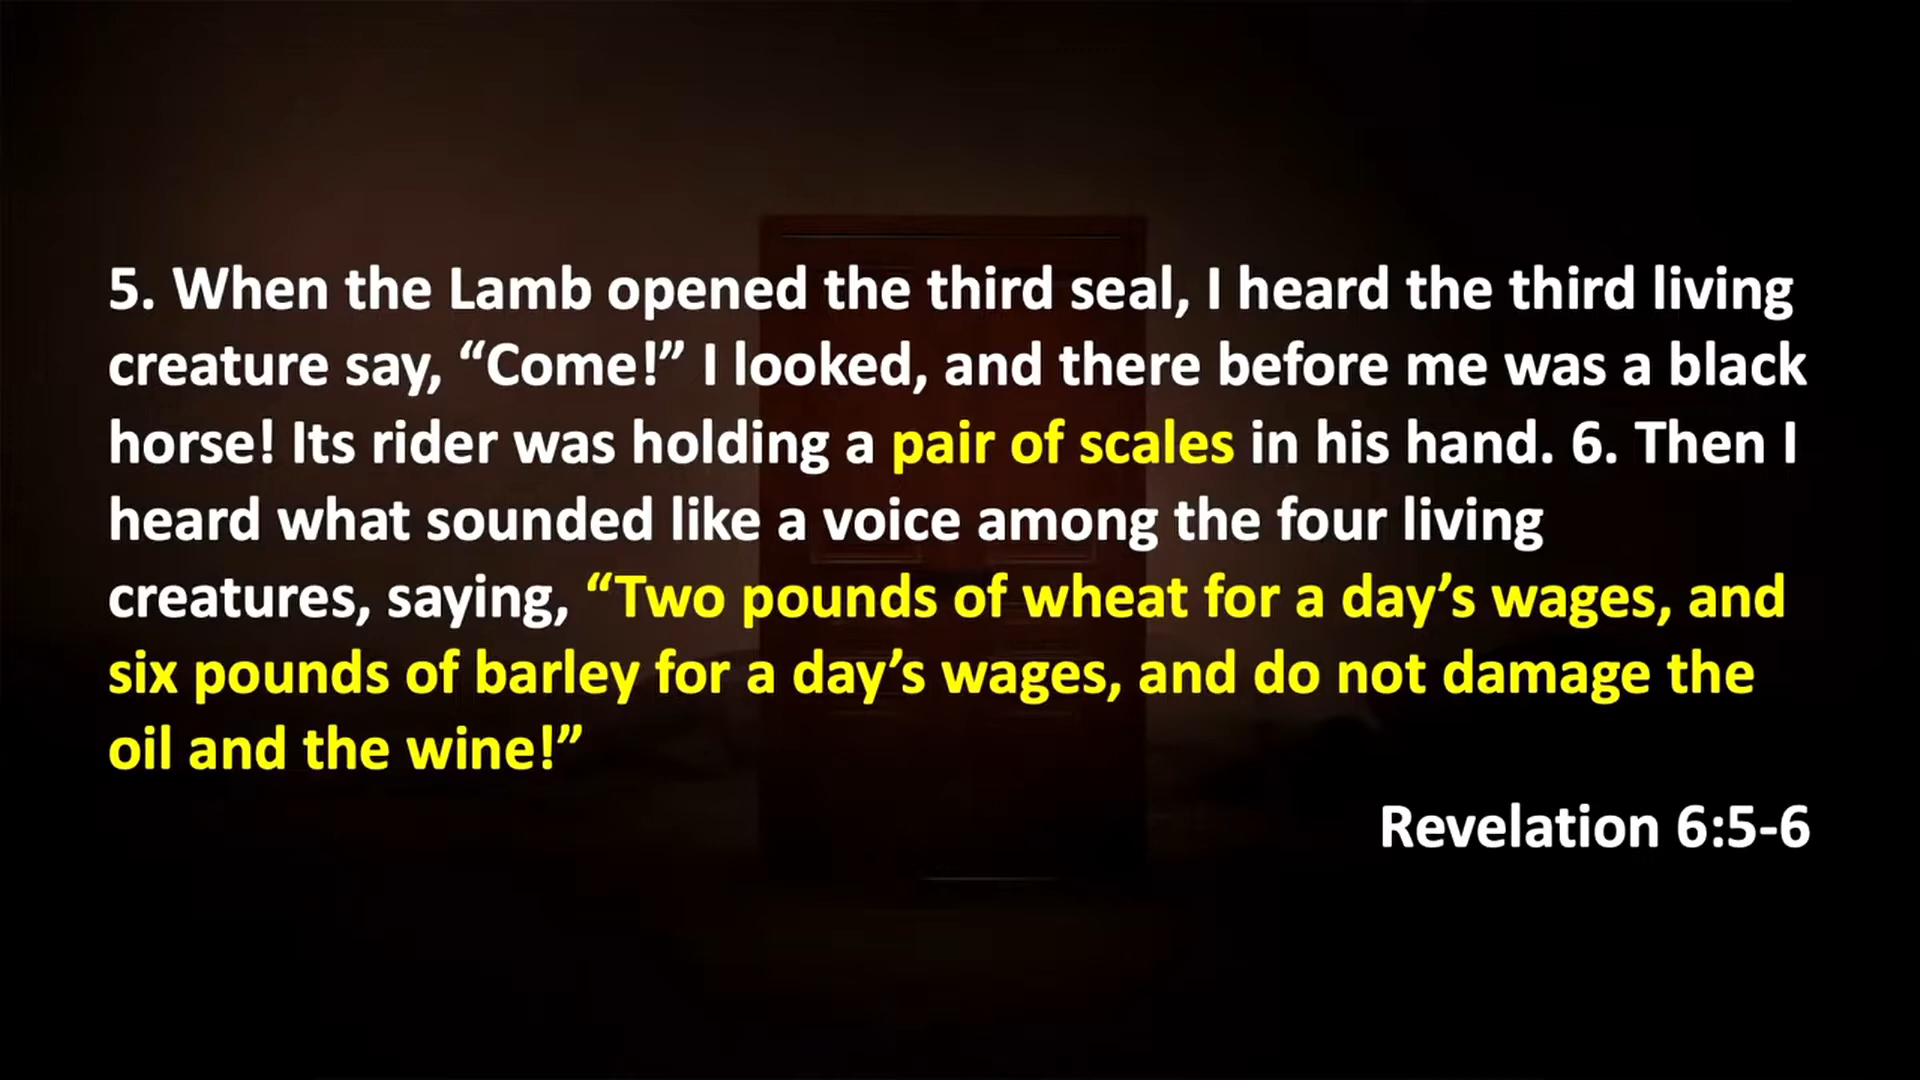 5. When the Lamb opened the third seal, I heard the third living
creature say, “Come!” I looked, and there before me was a black
horse! Its rider was holding a pair of scales in his hand. 6. Then I
heard what sounded like a voice among the four living
creatures, saying, “Two pounds of wheat for a day’s wages, and
six pounds of barley for a day’s wages, and do not damage the
oil and the wine!”
Revelation 6:5-6